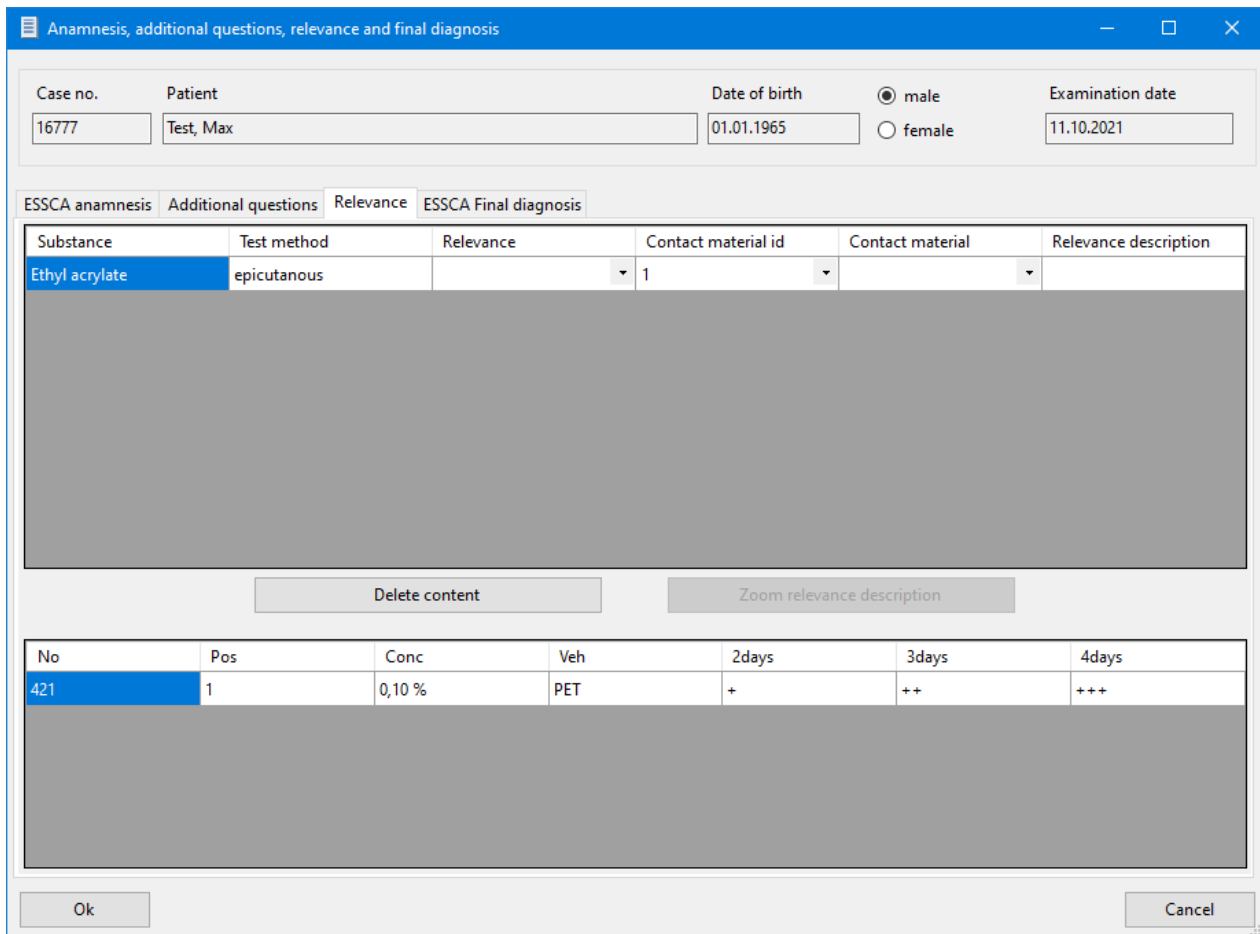 Anamnesis, additional questions, relevance and final diagnosis
Case no. Patient Date of birth male Examination date
16777 Test, Max 01.01.1965 female 11.10.2021
ESSCA anamnesis Additional questions Relevance ESSCA Final diagnosis
Substance Test method Relevance Contact material id Contact material Relevance description
Ethyl acrylate epicutanous 1
Delete content Zoom relevance description
No Pos Conc Veh 2days 3days 4days
421 1 0,10 % PET + ++ +++
Ok Cancel